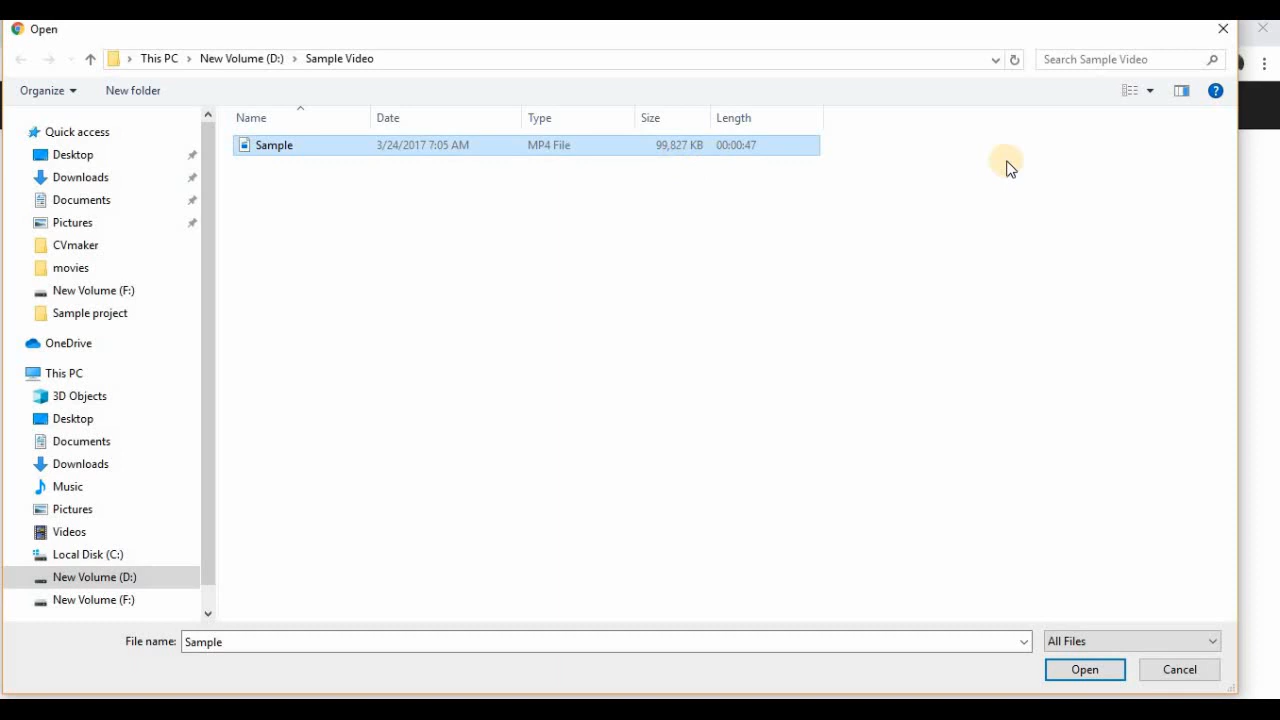 Open
This PC New Volume (D:) Sample Video
Search Sample Video
Organize New folder
?
Name Date Type Size Length
Sample 3/24/2017 7:05 AM MP4 File 99,827 KB 00:00:47
Quick access
Desktop
Downloads
Documents
Pictures
CVmaker
movies
New Volume (F:)
Sample project
OneDrive
This PC
3D Objects
Desktop
Documents
Downloads
Music
Pictures
Videos
Local Disk (C:)
New Volume (D:)
New Volume (F:)
File name: Sample
All Files
Open Cancel